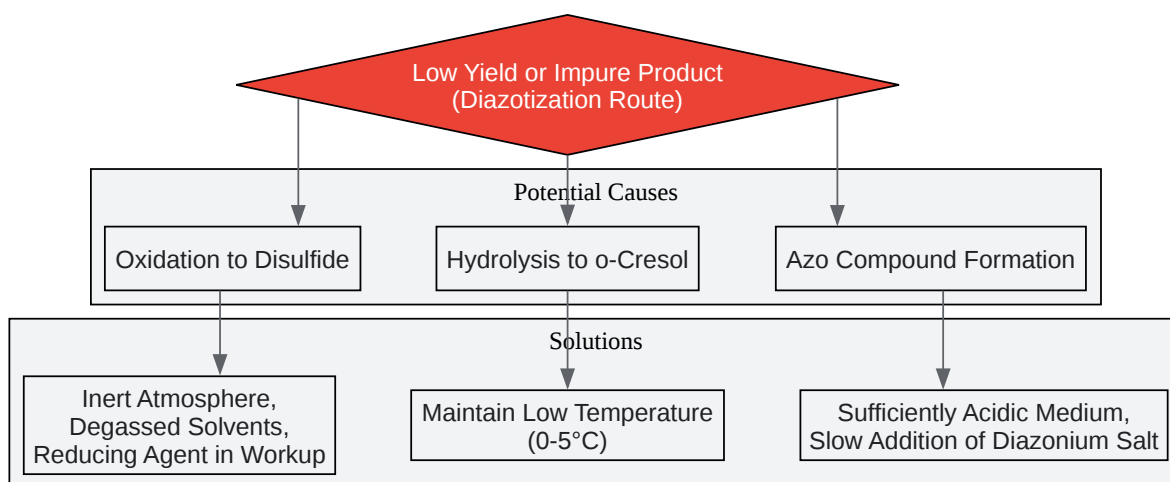 Low Yield or Impure Product
(Diazotization Route)
Potential Causes
Oxidation to Disulfide
Hydrolysis to o-Cresol
Azo Compound Formation
Solutions
Inert Atmosphere,
Degassed Solvents,
Reducing Agent in Workup
Maintain Low Temperature
(0-5°C)
Sufficiently Acidic Medium,
Slow Addition of Diazonium Salt